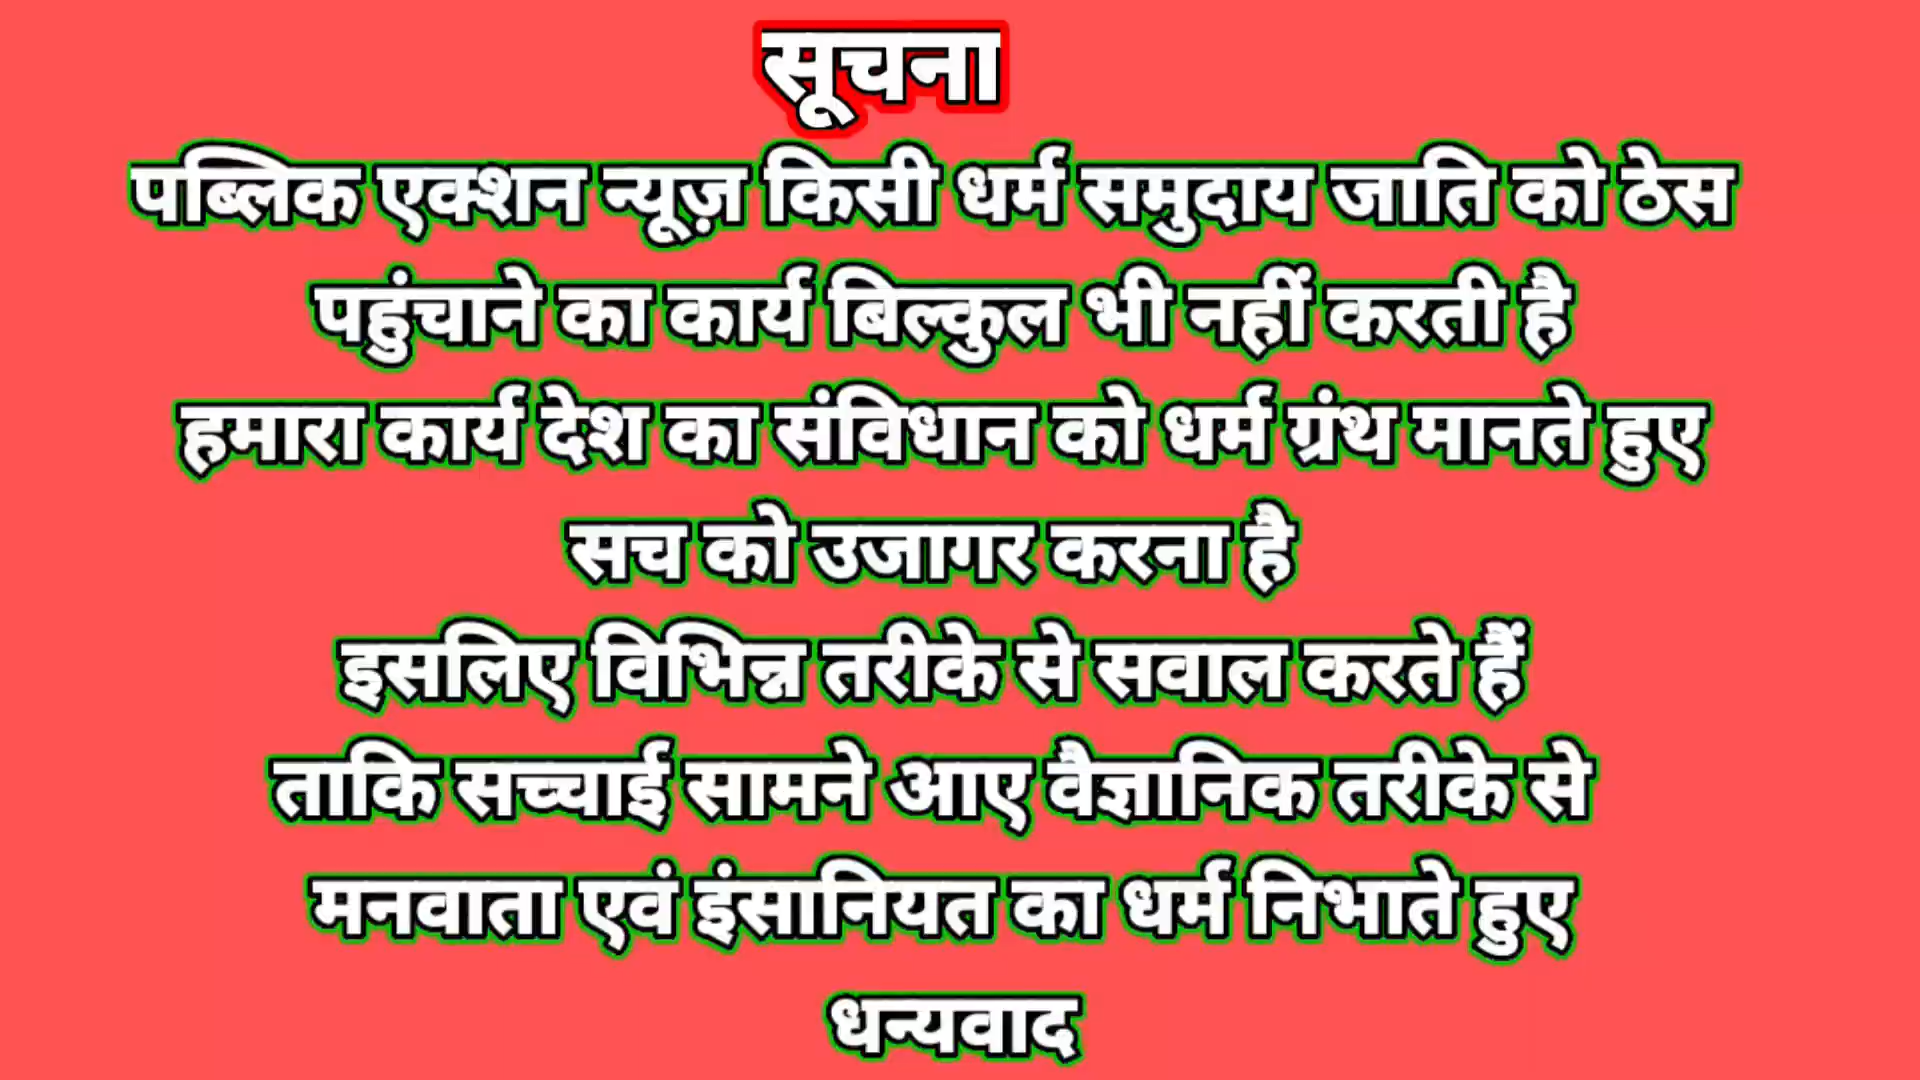 सूचना
पब्लिक एक्शन न्यूज़ किसी धर्म समुदाय जाति को ठेस
पहुंचाने का कार्य बिल्कुल भी नहीं करती है
हमारा कार्य देश का संविधान को धर्म ग्रंथ मानते हुए
सच को उजागर करना है
इसलिए विभिन्न तरीके से सवाल करते हैं
ताकि सच्चाई सामने आए वैज्ञानिक तरीके से
मनवाता एवं इंसानियत का धर्म निभाते हुए
धन्यवाद